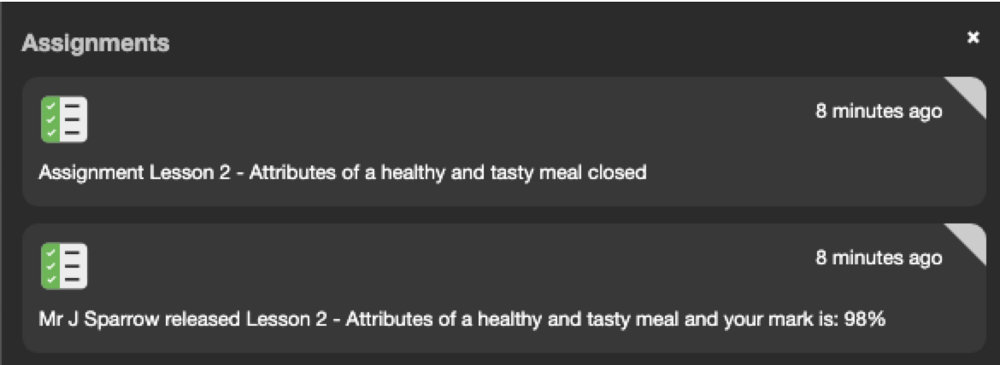 Assignments
8 minutes ago
Assignment Lesson 2 - Attributes of a healthy and tasty meal closed
8 minutes ago
Mr J Sparrow released Lesson 2 - Attributes of a healthy and tasty meal and your mark is: 98%